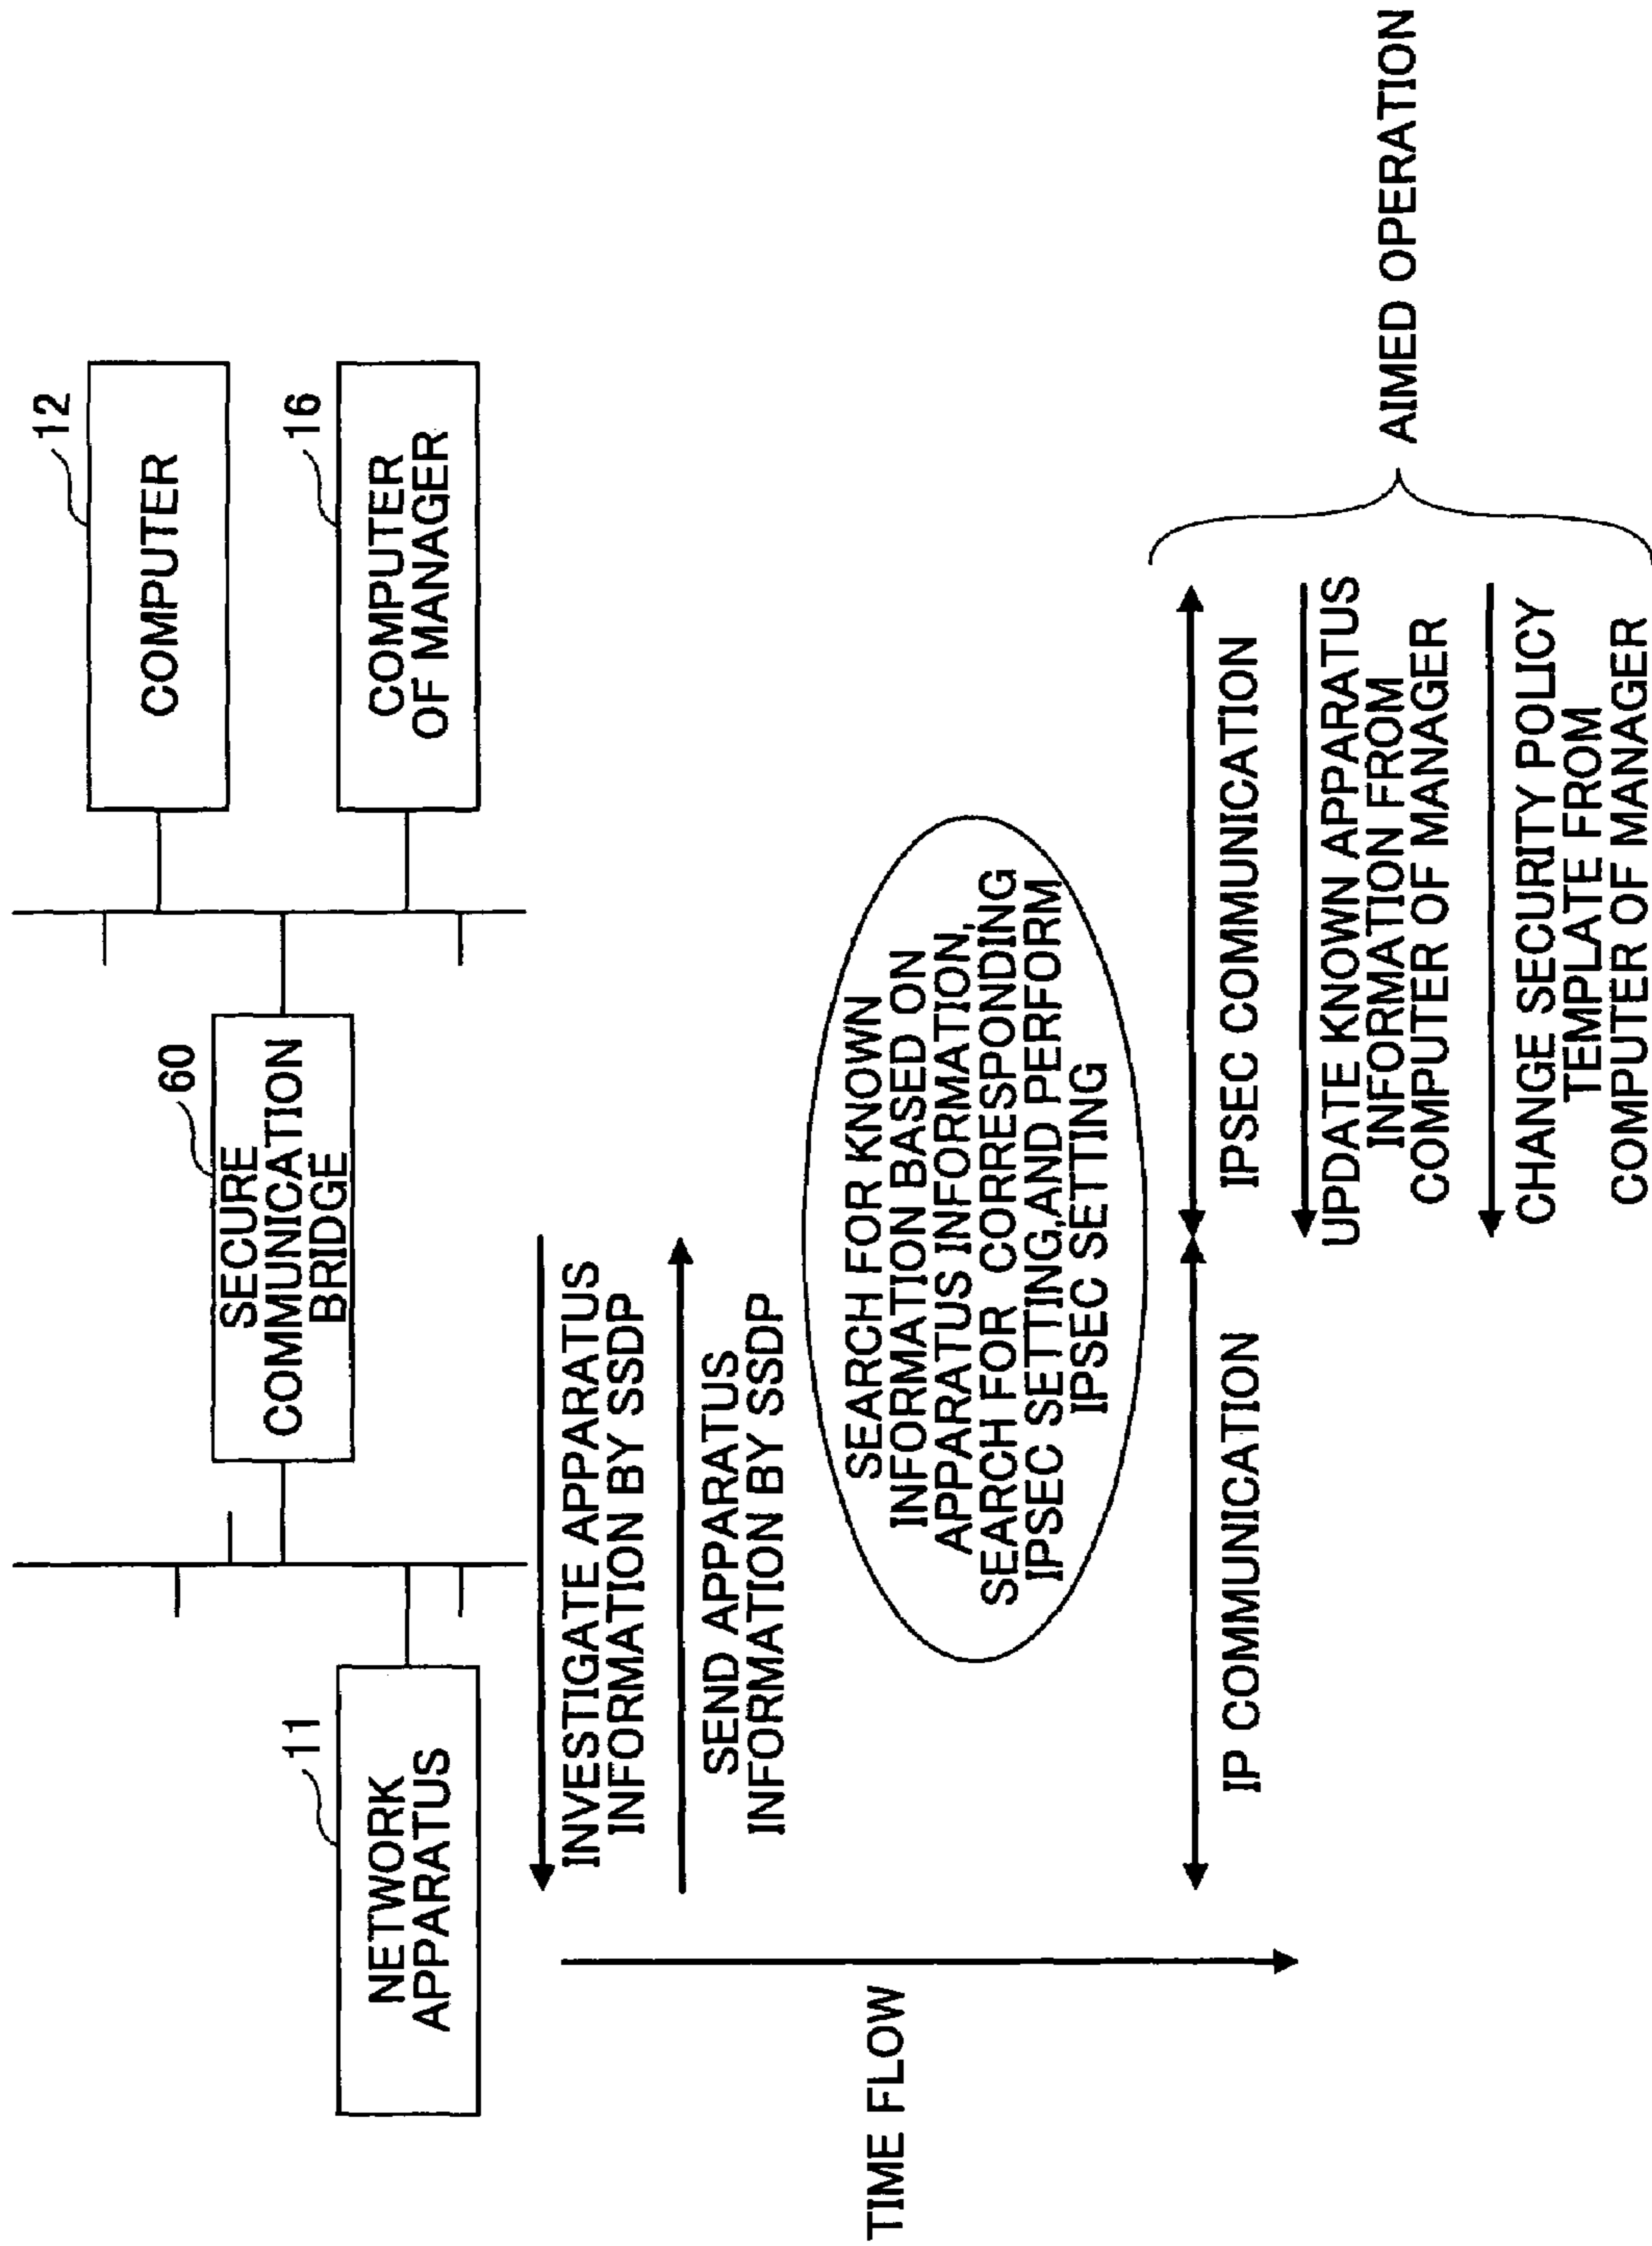 12
COMPUTER
16
COMPUTER
OF MANAGER
60
SECURE
COMMUNICATION
BRIDGE
11
NETWORK
APPARATUS
INVESTIGATE APPARATUS
INFORMATION BY SSDP
SEND APPARATUS
INFORMATION BY SSDP
SEARCH FOR KNOWN
INFORMATION BASED ON
APPARATUS INFORMATION,
SEARCH FOR CORRESPONDING
IPSEC SETTING,AND PERFORM
IPSEC SETTING
TIME FLOW
IP COMMUNICATION
IPSEC COMMUNICATION
UPDATE KNOWN APPARATUS
INFORMATION FROM
COMPUTER OF MANAGER
CHANGE SECURITY POLICY
TEMPLATE FROM
COMPUTER OF MANAGER
AIMED OPERATION